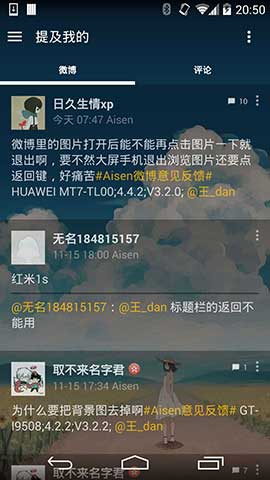 20:50
提及我的
微博 评论
日久生情xp 10
今天 07:47 Aisen
微博里的图片打开后能不能再点击图片一下就
退出啊，要不然大屏手机退出浏览图片还要点
返回键，好痛苦#Aisen微博意见反馈#
HUAWEI MT7-TL00;4.4.2;V3.2.0; @王_dan
无名184815157
11-15 18:00 Aisen
红米1s
@无名184815157：@王_dan 标题栏的返回不
能用
取不来名字君 1
11-15 17:34 Aisen
为什么要把背景图去掉啊#Aisen意见反馈# GT-
I9508;4.2.2;V3.2.2; @王_dan